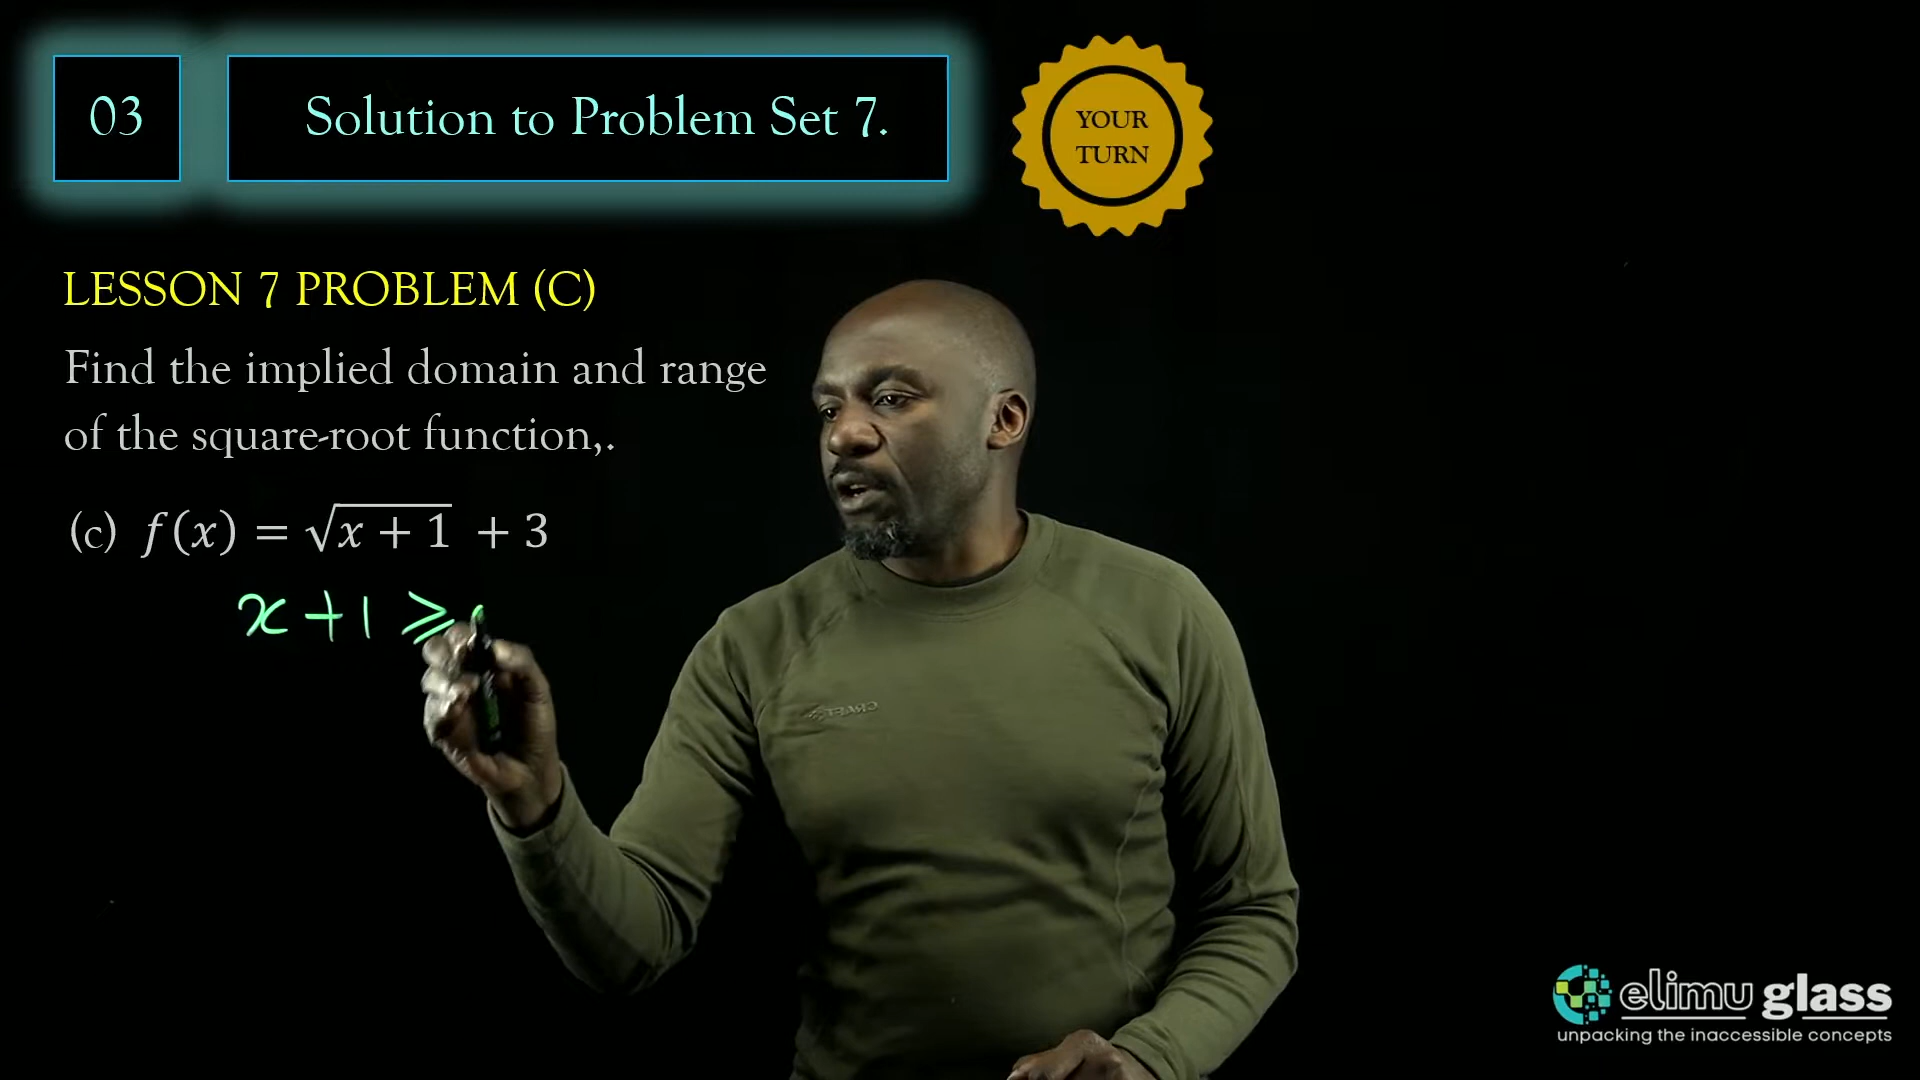 03
Solution to Problem Set 7.
YOUR
TURN
LESSON 7 PROBLEM (C)
Find the implied domain and range
of the square-root function,.
(c) f(x) = √x + 1 + 3
x + 1 ≥
CRAFT
elimu glass
unpacking the inaccessible concepts